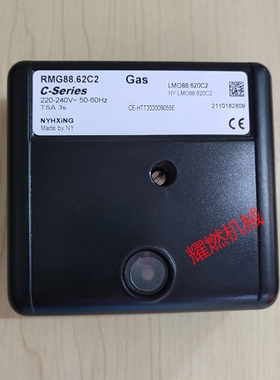 RMG88.62C2
Gas
LMO88.620C2
C-Series
NY.LMO88.620C2
220-240V~ 50-60Hz
TSA 3s
CE-HTT202009055E
2110182809
NYHXiNG
Made by NY
CE
耀燃机械